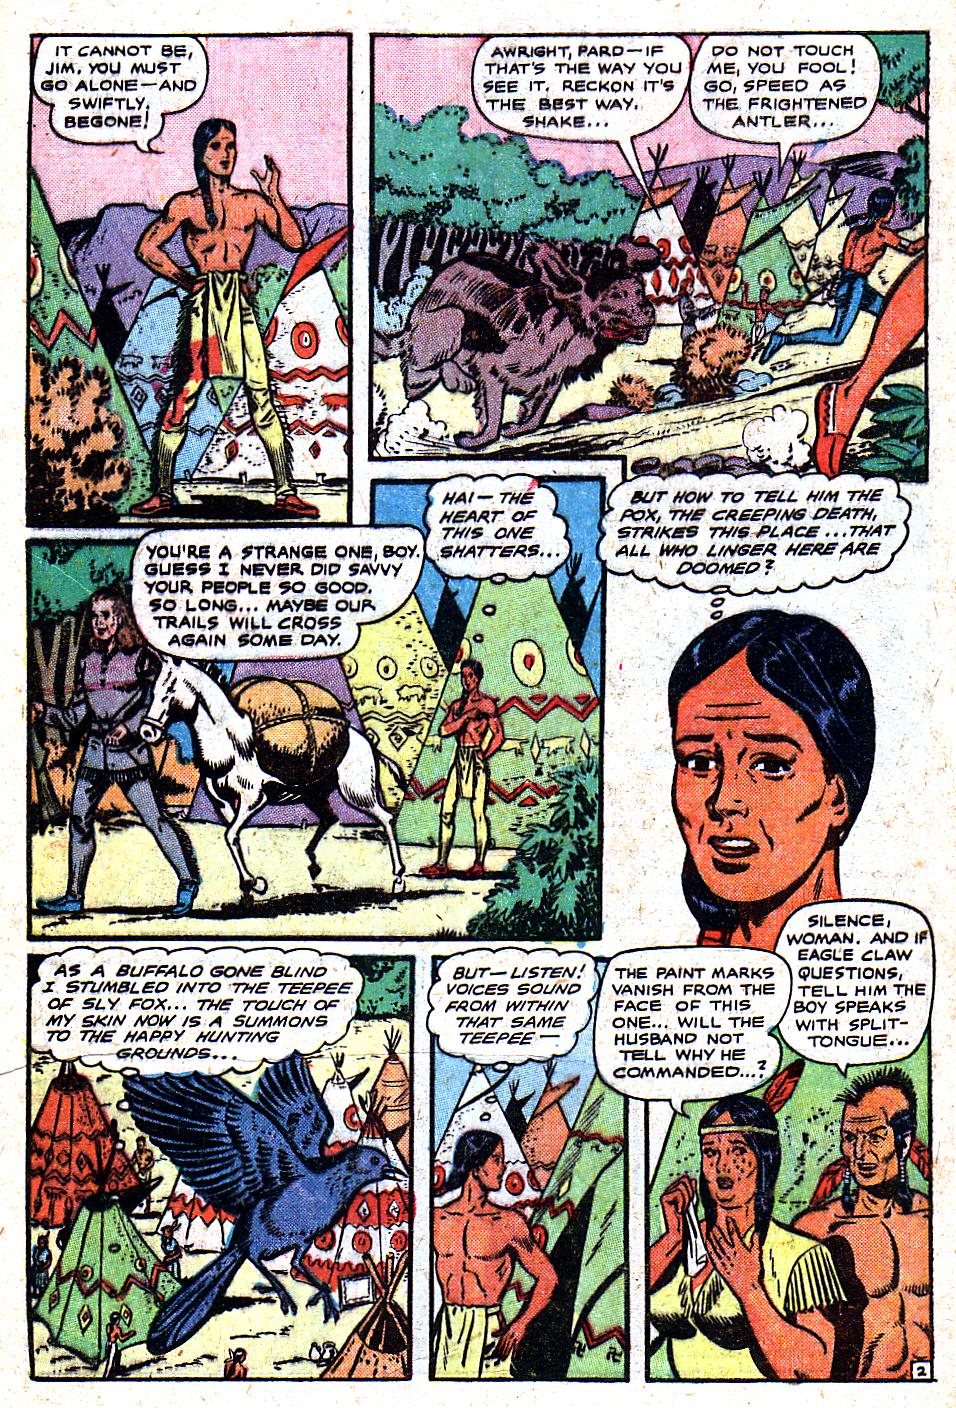 IT CANNOT BE,
JIM. YOU MUST
GO ALONE—AND
SWIFTLY.
BEGONE!
AWRIGHT, PARD—IF
THAT'S THE WAY YOU
SEE IT. RECKON IT'S
THE BEST WAY.
SHAKE...
DO NOT TOUCH
ME, YOU FOOL!
GO, SPEED AS
THE FRIGHTENED
ANTLER...
YOU'RE A STRANGE ONE, BOY.
GUESS I NEVER DID SAVVY
YOUR PEOPLE SO GOOD.
SO LONG... MAYBE OUR
TRAILS WILL CROSS
AGAIN SOME DAY.
HAI—THE
HEART OF
THIS ONE
SHATTERS...
BUT HOW TO TELL HIM THE
POX, THE CREEPING DEATH,
STRIKES THIS PLACE...THAT
ALL WHO LINGER HERE ARE
DOOMED?
AS A BUFFALO GONE BLIND
I STUMBLED INTO THE TEEPEE
OF SLY FOX... THE TOUCH OF
MY SKIN NOW IS A SUMMONS
TO THE HAPPY HUNTING
GROUNDS...
BUT—LISTEN!
VOICES SOUND
FROM WITHIN
THAT SAME
TEEPEE—
THE PAINT MARKS
VANISH FROM THE
FACE OF THIS
ONE... WILL THE
HUSBAND NOT
TELL WHY HE
COMMANDED...?
SILENCE,
WOMAN. AND IF
EAGLE CLAW
QUESTIONS,
TELL HIM THE
BOY SPEAKS
WITH SPLIT-
TONGUE...
2